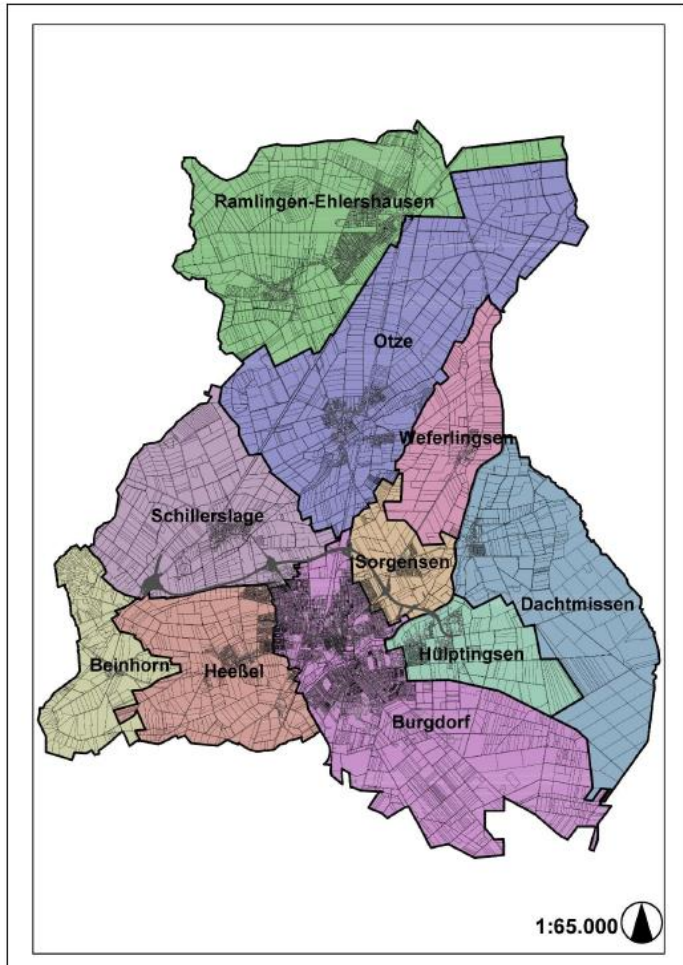 Ramlingen-Ehlershausen
Otze
Weferlingsen
Schillerslage
Sorgensen
Dachtmissen
Hülptingsen
Beinhorn
Heeßel
Burgdorf
1:65.000